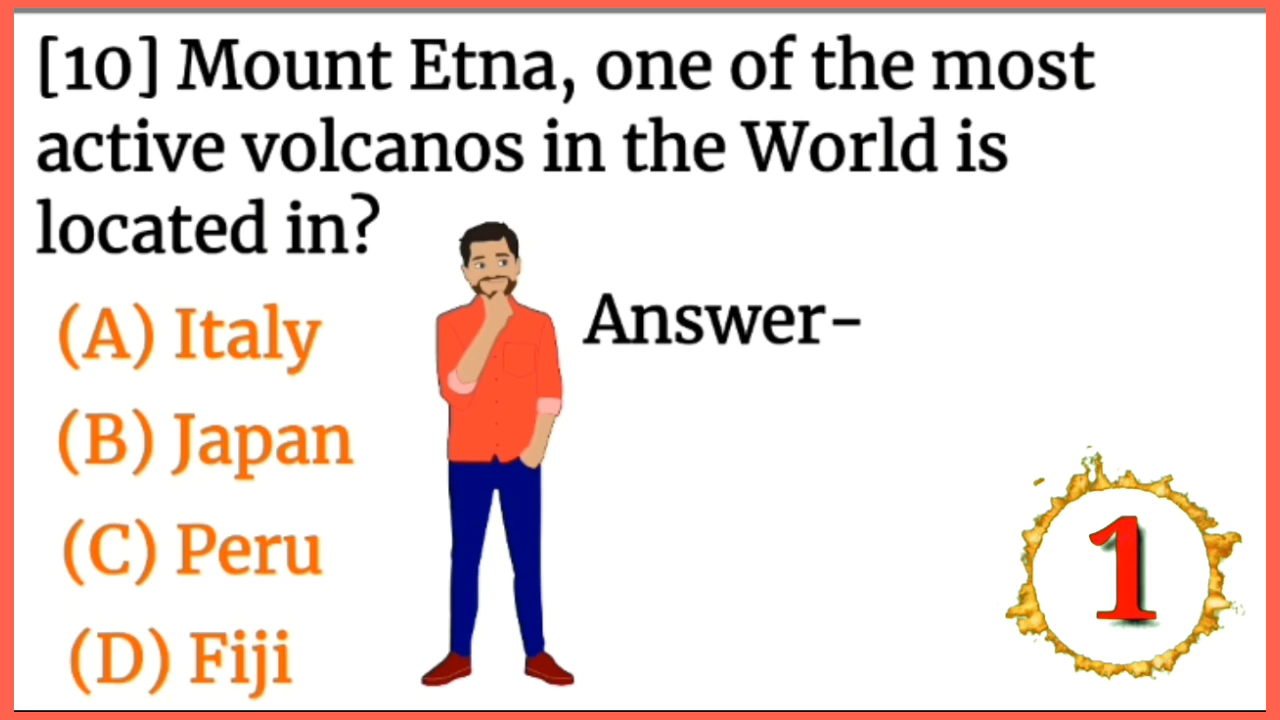 [10] Mount Etna, one of the most
active volcanos in the World is
located in?
(A) Italy
(B) Japan
(C) Peru
(D) Fiji
Answer-
1